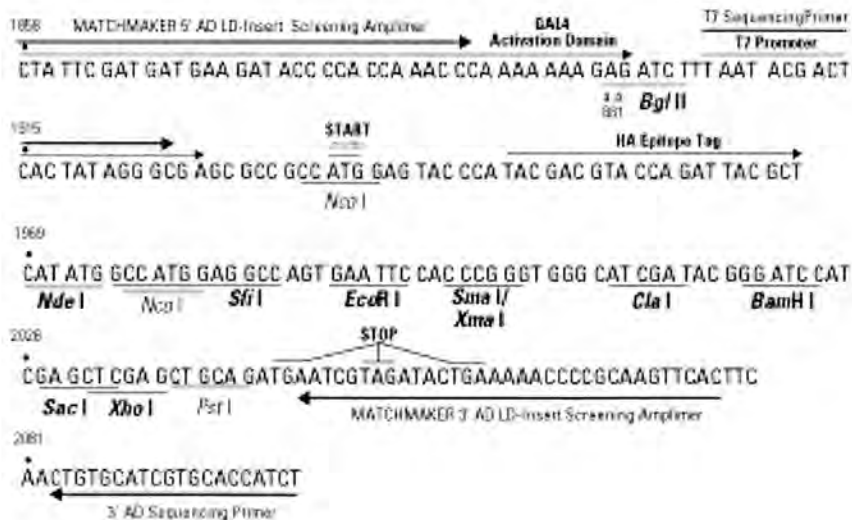 1858 MATCHMAKER 5' AD LD-Insert Screening Amplimer GAL4 Activation Domain T7 Sequencing Primer
T7 Promoter
CTA TTC GAT GAT GAA GAT ACC CCA CCA AAC CCA AAA AAA GAG ATC TTT AAT ACG ACT
Bgl II
881
1915 START HA Epitope Tag
CAC TAT AGG GCG AGC GCC GCC ATG GAG TAC CCA TAC GAC GTA CCA GAT TAC GCT
Nco I
1969
CAT ATG GCC ATG GAG GCC AGT GAA TTC CAC CCG GGT GGG CAT CGA TAC GGG ATC CAT
Nde I Nco I Sfi I EcoR I Sma I/ Cla I BamH I
Xma I
2026 STOP
CGA GCT CGA GCT GCA GATGAATCGTAGATACTGAAAAACCCCGCAAGTTCACTTC
Sac I Xho I Pst I MATCHMAKER 3' AD LD-Insert Screening Amplimer
2081
AACTGTGCATCGTGCACCATCT
3' AD Sequencing Primer